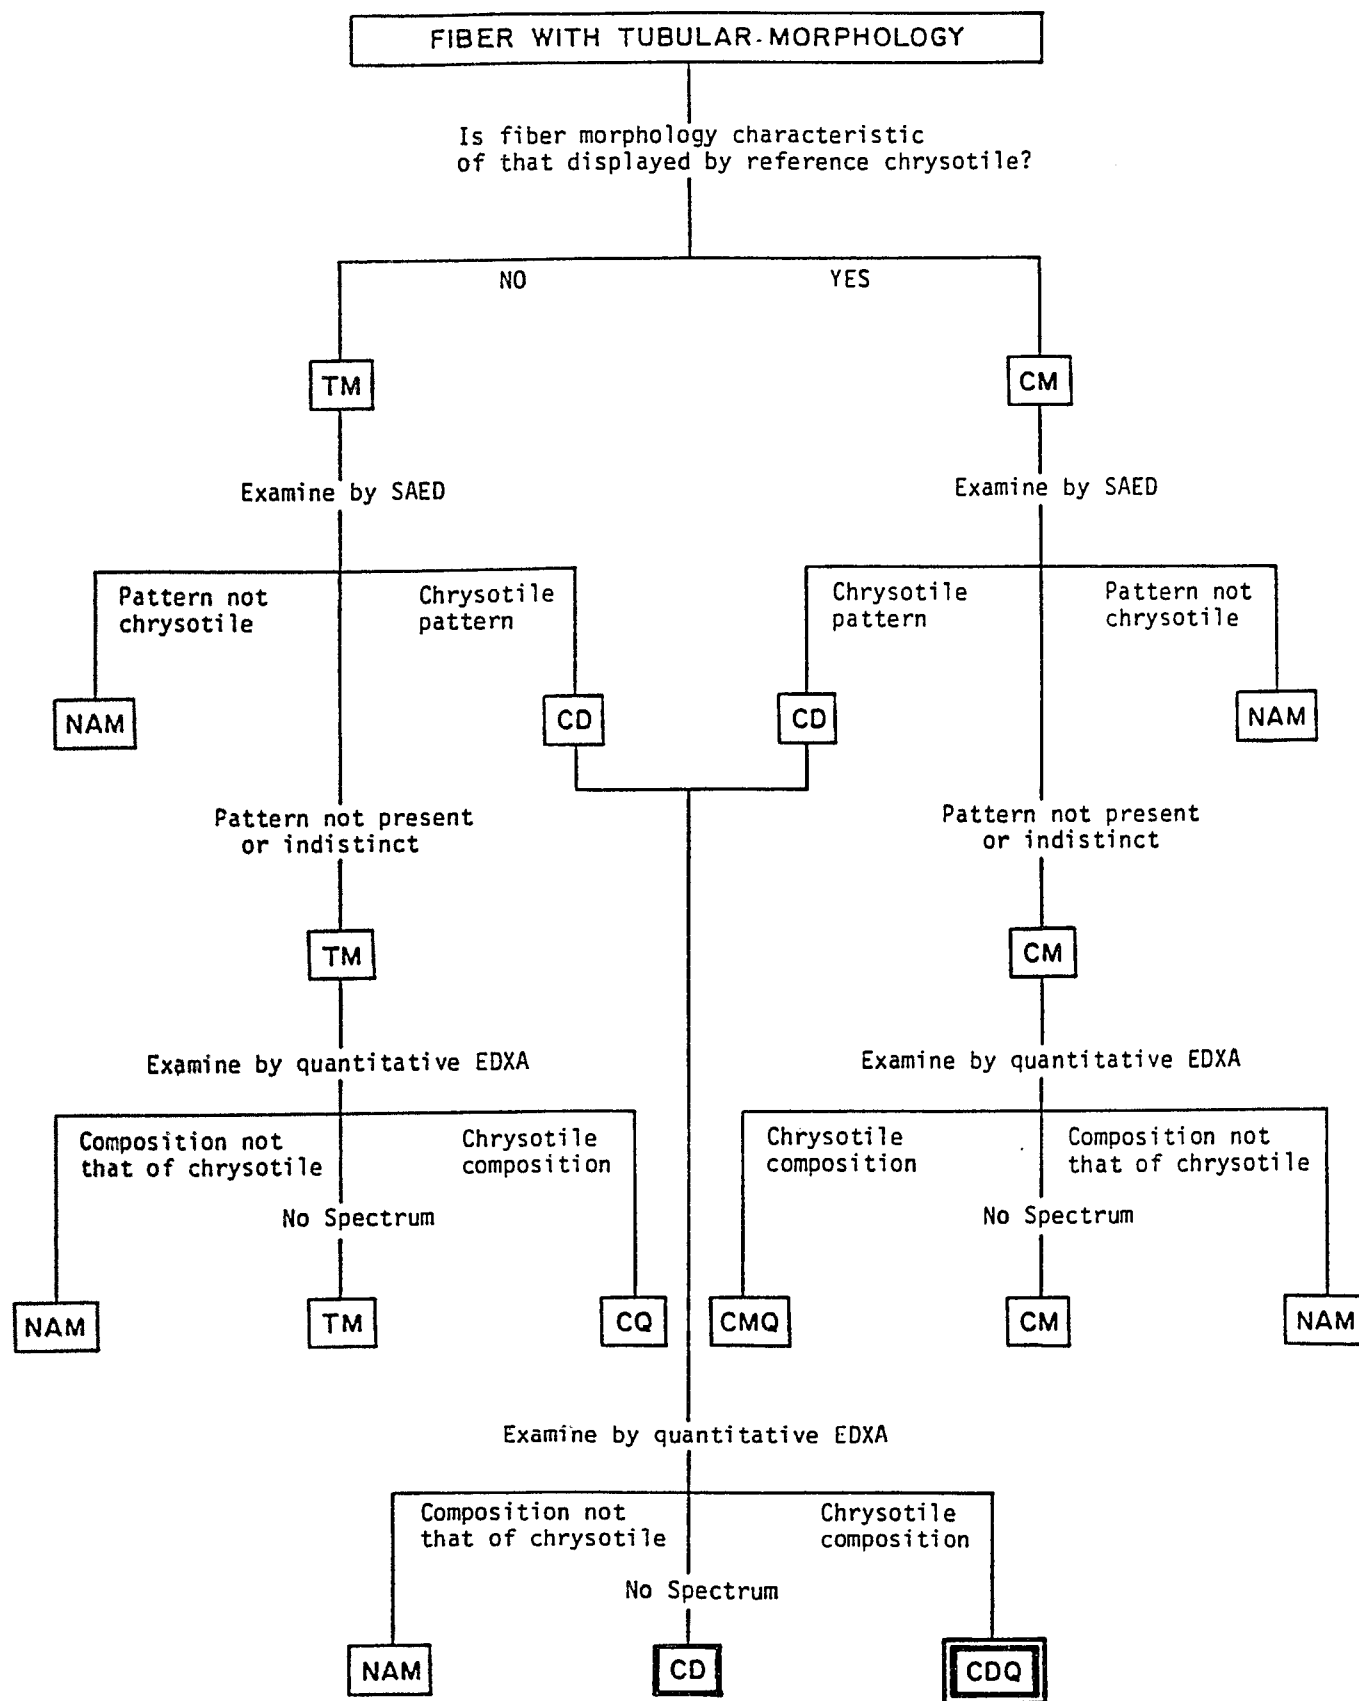 FIBER WITH TUBULAR-MORPHOLOGY
Is fiber morphology characteristic
of that displayed by reference chrysotile?
NO
YES
TM
CM
Examine by SAED
Examine by SAED
Pattern not
chrysotile
Chrysotile
pattern
Chrysotile
pattern
Pattern not
chrysotile
NAM
CD
CD
NAM
Pattern not present
or indistinct
Pattern not present
or indistinct
TM
CM
Examine by quantitative EDXA
Examine by quantitative EDXA
Composition not
that of chrysotile
Chrysotile
composition
Chrysotile
composition
Composition not
that of chrysotile
No Spectrum
No Spectrum
NAM
TM
CQ
CMQ
CM
NAM
Examine by quantitative EDXA
Composition not
that of chrysotile
Chrysotile
composition
No Spectrum
NAM
CD
CDQ